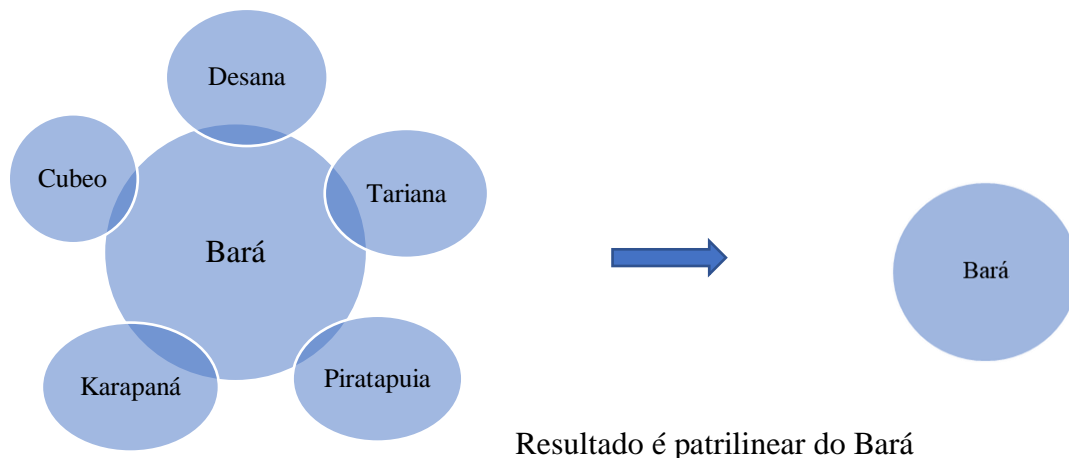 Desana
Cubeo
Tariana
Bará
Karapaná
Piratapuia
Bará
Resultado é patrilinear do Bará